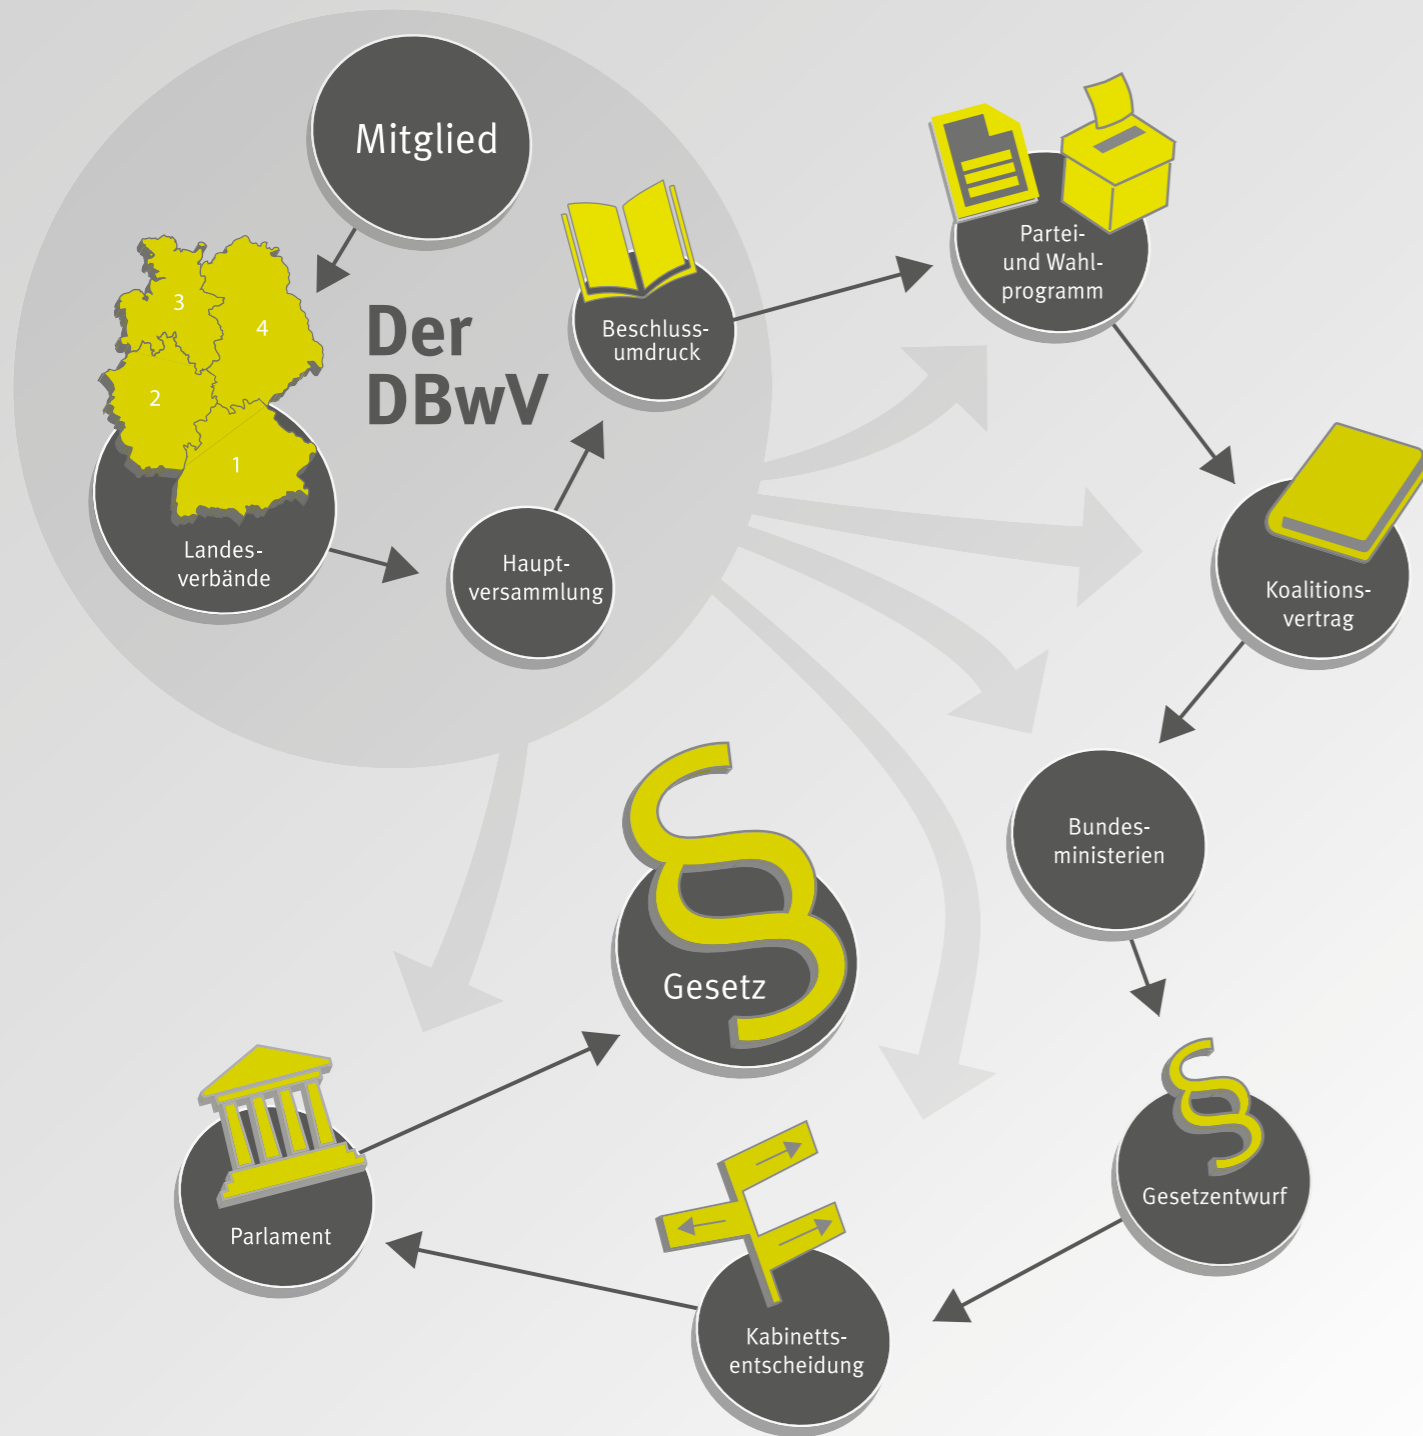 Mitglied
3
4
2
1
Landes-
verbände
Der
DBwV
Haupt-
versammlung
Beschluss-
umdruck
Partei-
und Wahl-
programm
Koalitions-
vertrag
Bundes-
ministerien
Gesetzentwurf
Kabinetts-
entscheidung
Parlament
Gesetz
§
§